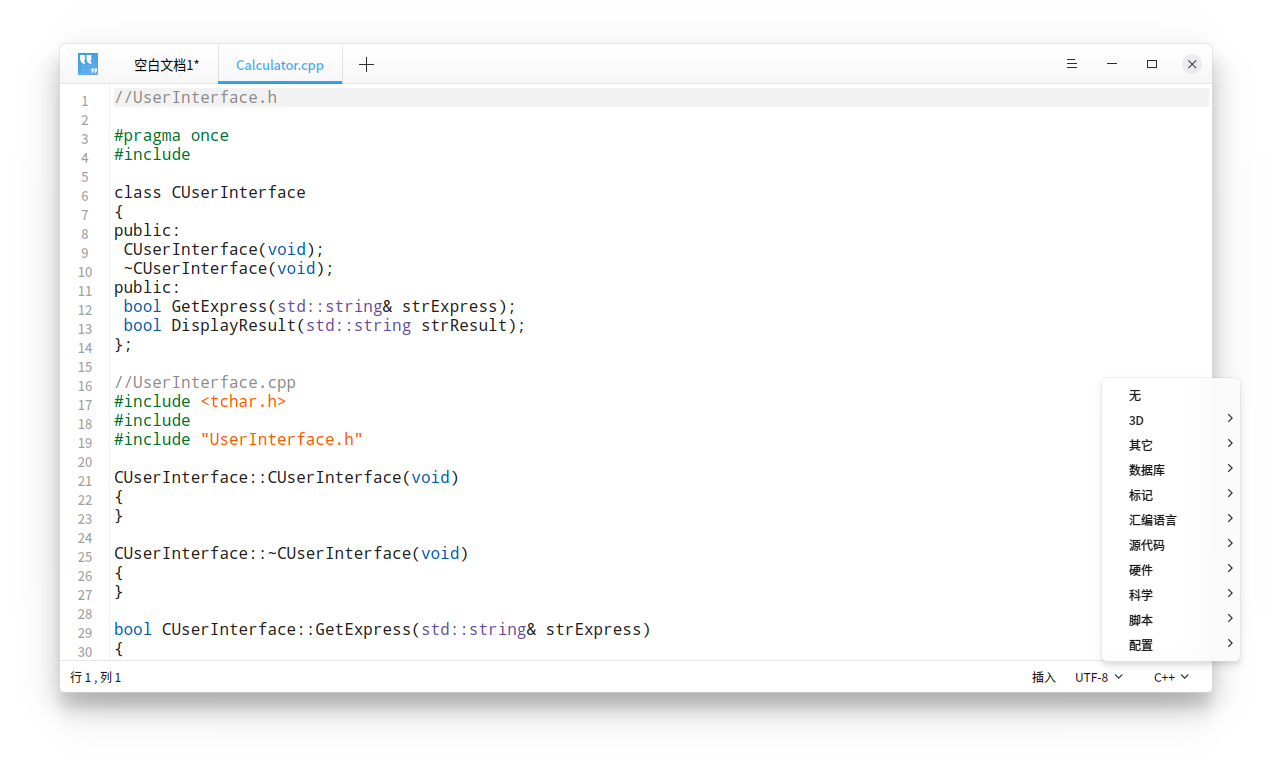 空白文档1* Calculator.cpp
1 //UserInterface.h
2
3 #pragma once
4 #include
5
6 class CUserInterface
7 {
8 public:
9  CUserInterface(void);
10  ~CUserInterface(void);
11 public:
12  bool GetExpress(std::string& strExpress);
13  bool DisplayResult(std::string strResult);
14 };
15
16 //UserInterface.cpp
17 #include <tchar.h>
18 #include
19 #include "UserInterface.h"
20
21 CUserInterface::CUserInterface(void)
22 {
23 }
24
25 CUserInterface::~CUserInterface(void)
26 {
27 }
28
29 bool CUserInterface::GetExpress(std::string& strExpress)
30 {
无
3D
其它
数据库
标记
汇编语言
源代码
硬件
科学
脚本
配置
行 1 , 列 1 插入 UTF-8 C++